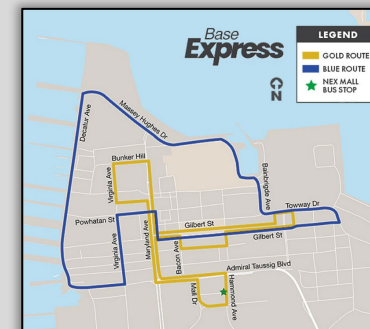 Base
Express
LEGEND
GOLD ROUTE
BLUE ROUTE
NEX MALL
BUS STOP
N
Decatur Ave
Massey Hughes Dr
Bunker Hill
Virginia Ave
Bainbridge Ave
Towway Dr
Powhatan St
Maryland Ave
Gilbert St
Gilbert St
Virginia Ave
Bacon Ave
Admiral Taussig Blvd
Mall Dr
Hammond Ave